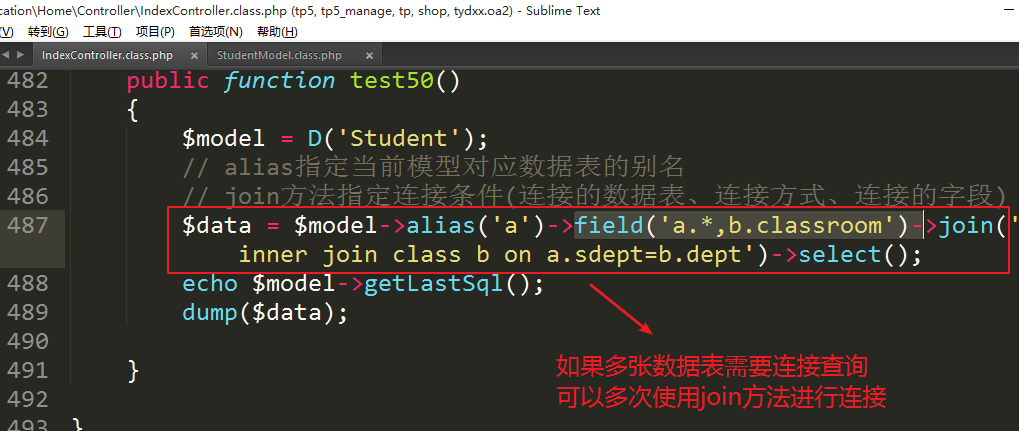 cation\Home\Controller\IndexController.class.php (tp5, tp5_manage, tp, shop, tydxx.oa2) - Sublime Text
(V) 转到(G) 工具(T) 项目(P) 首选项(N) 帮助(H)
IndexController.class.php × StudentModel.class.php ×
482 public function test50()
483 {
484 $model = D('Student');
485 // alias指定当前模型对应数据表的别名
486 // join方法指定连接条件(连接的数据表、连接方式、连接的字段)
487 $data = $model->alias('a')->field('a.*,b.classroom')->join('
inner join class b on a.sdept=b.dept')->select();
488 echo $model->getLastSql();
489 dump($data);
490
491 }
492
493 }
如果多张数据表需要连接查询
可以多次使用join方法进行连接